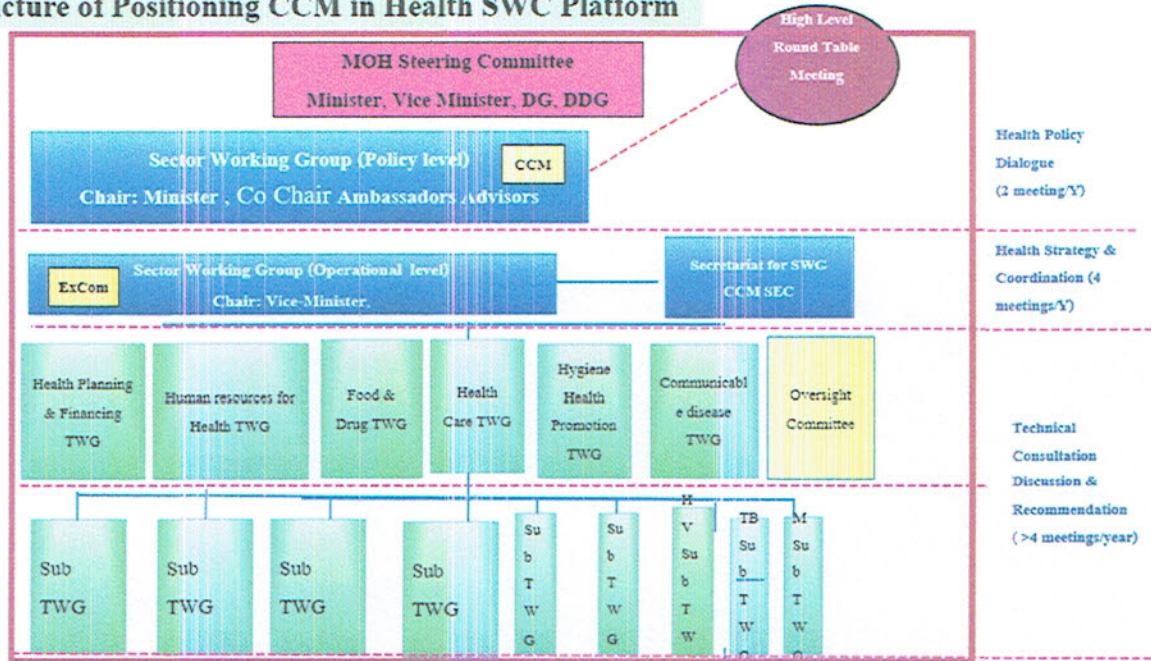 cture of Positioning CCM in Health SWC Platform
High Level
Round Table
Meeting
MOH Steering Committee
Minister, Vice Minister, DG, DDG
Sector Working Group (Policy level)
CCM
Chair: Minister , Co Chair Ambassadors Advisors
Health Policy
Dialogue
(2 meeting/Y)
ExCom
Sector Working Group (Operational level)
Chair: Vice-Minister,
Secretariat for SWG
CCM SEC
Health Strategy &
Coordination (4
meetings/Y)
Health Planning
& Financing
TWG
Human resources for
Health TWG
Food &
Drug TWG
Health
Care TWG
Hygiene
Health
Promotion
TWG
Communicabl
e disease
TWG
Oversight
Committee
Technical
Consultation
Discussion &
Recommendation
( >4 meetings/year)
Sub
TWG
Sub
TWG
Sub
TWG
Sub
TWG
Su
b
T
W
G
Su
b
T
W
G
H
V
Su
b
T
W
TB
Su
b
T
W
M
Su
b
T
W